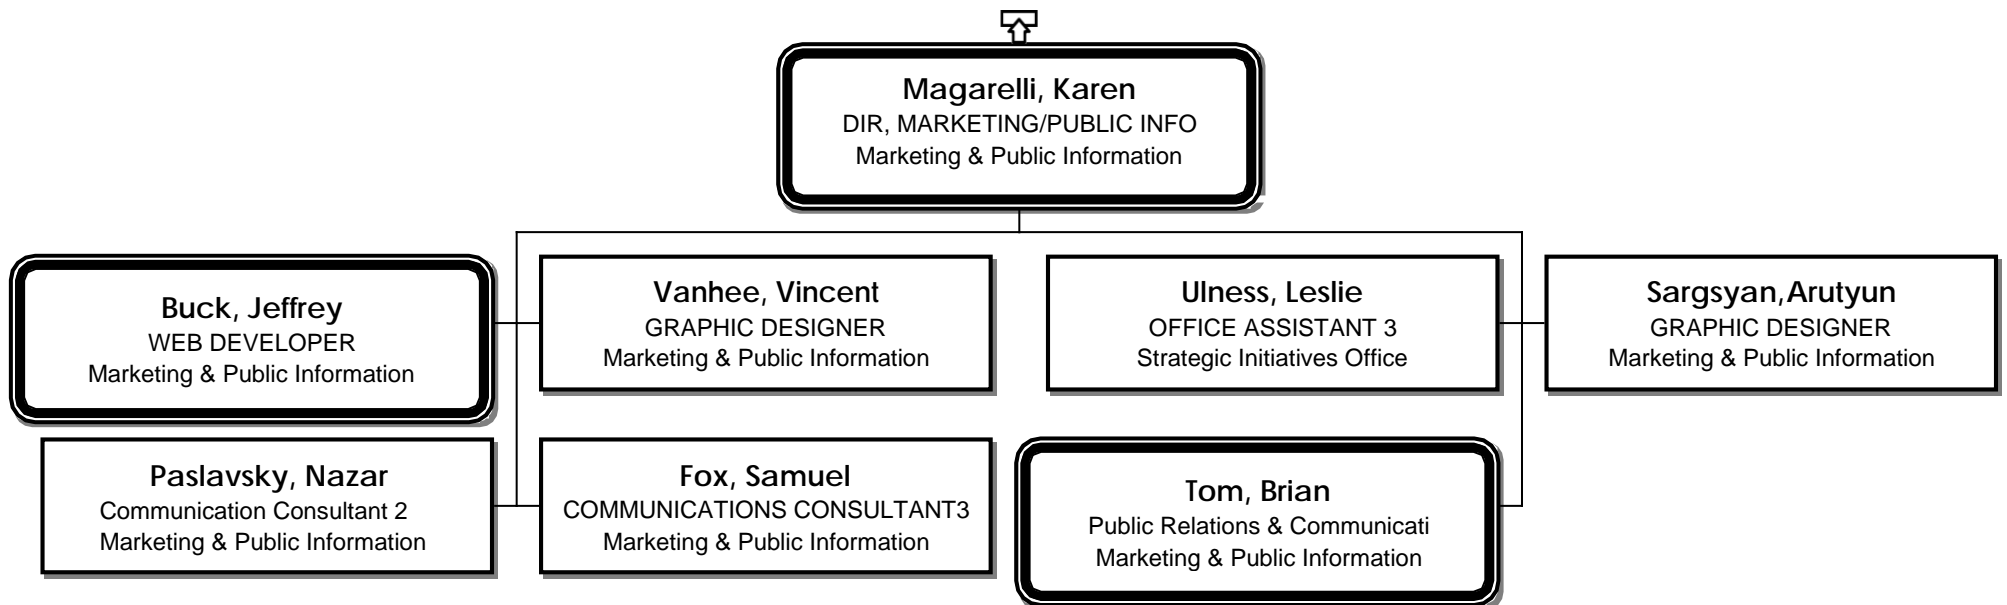 Magarelli, Karen
DIR, MARKETING/PUBLIC INFO
Marketing & Public Information
Buck, Jeffrey
WEB DEVELOPER
Marketing & Public Information
Vanhee, Vincent
GRAPHIC DESIGNER
Marketing & Public Information
Ulness, Leslie
OFFICE ASSISTANT 3
Strategic Initiatives Office
Sargsyan,Arutyun
GRAPHIC DESIGNER
Marketing & Public Information
Paslavsky, Nazar
Communication Consultant 2
Marketing & Public Information
Fox, Samuel
COMMUNICATIONS CONSULTANT3
Marketing & Public Information
Tom, Brian
Public Relations & Communicati
Marketing & Public Information